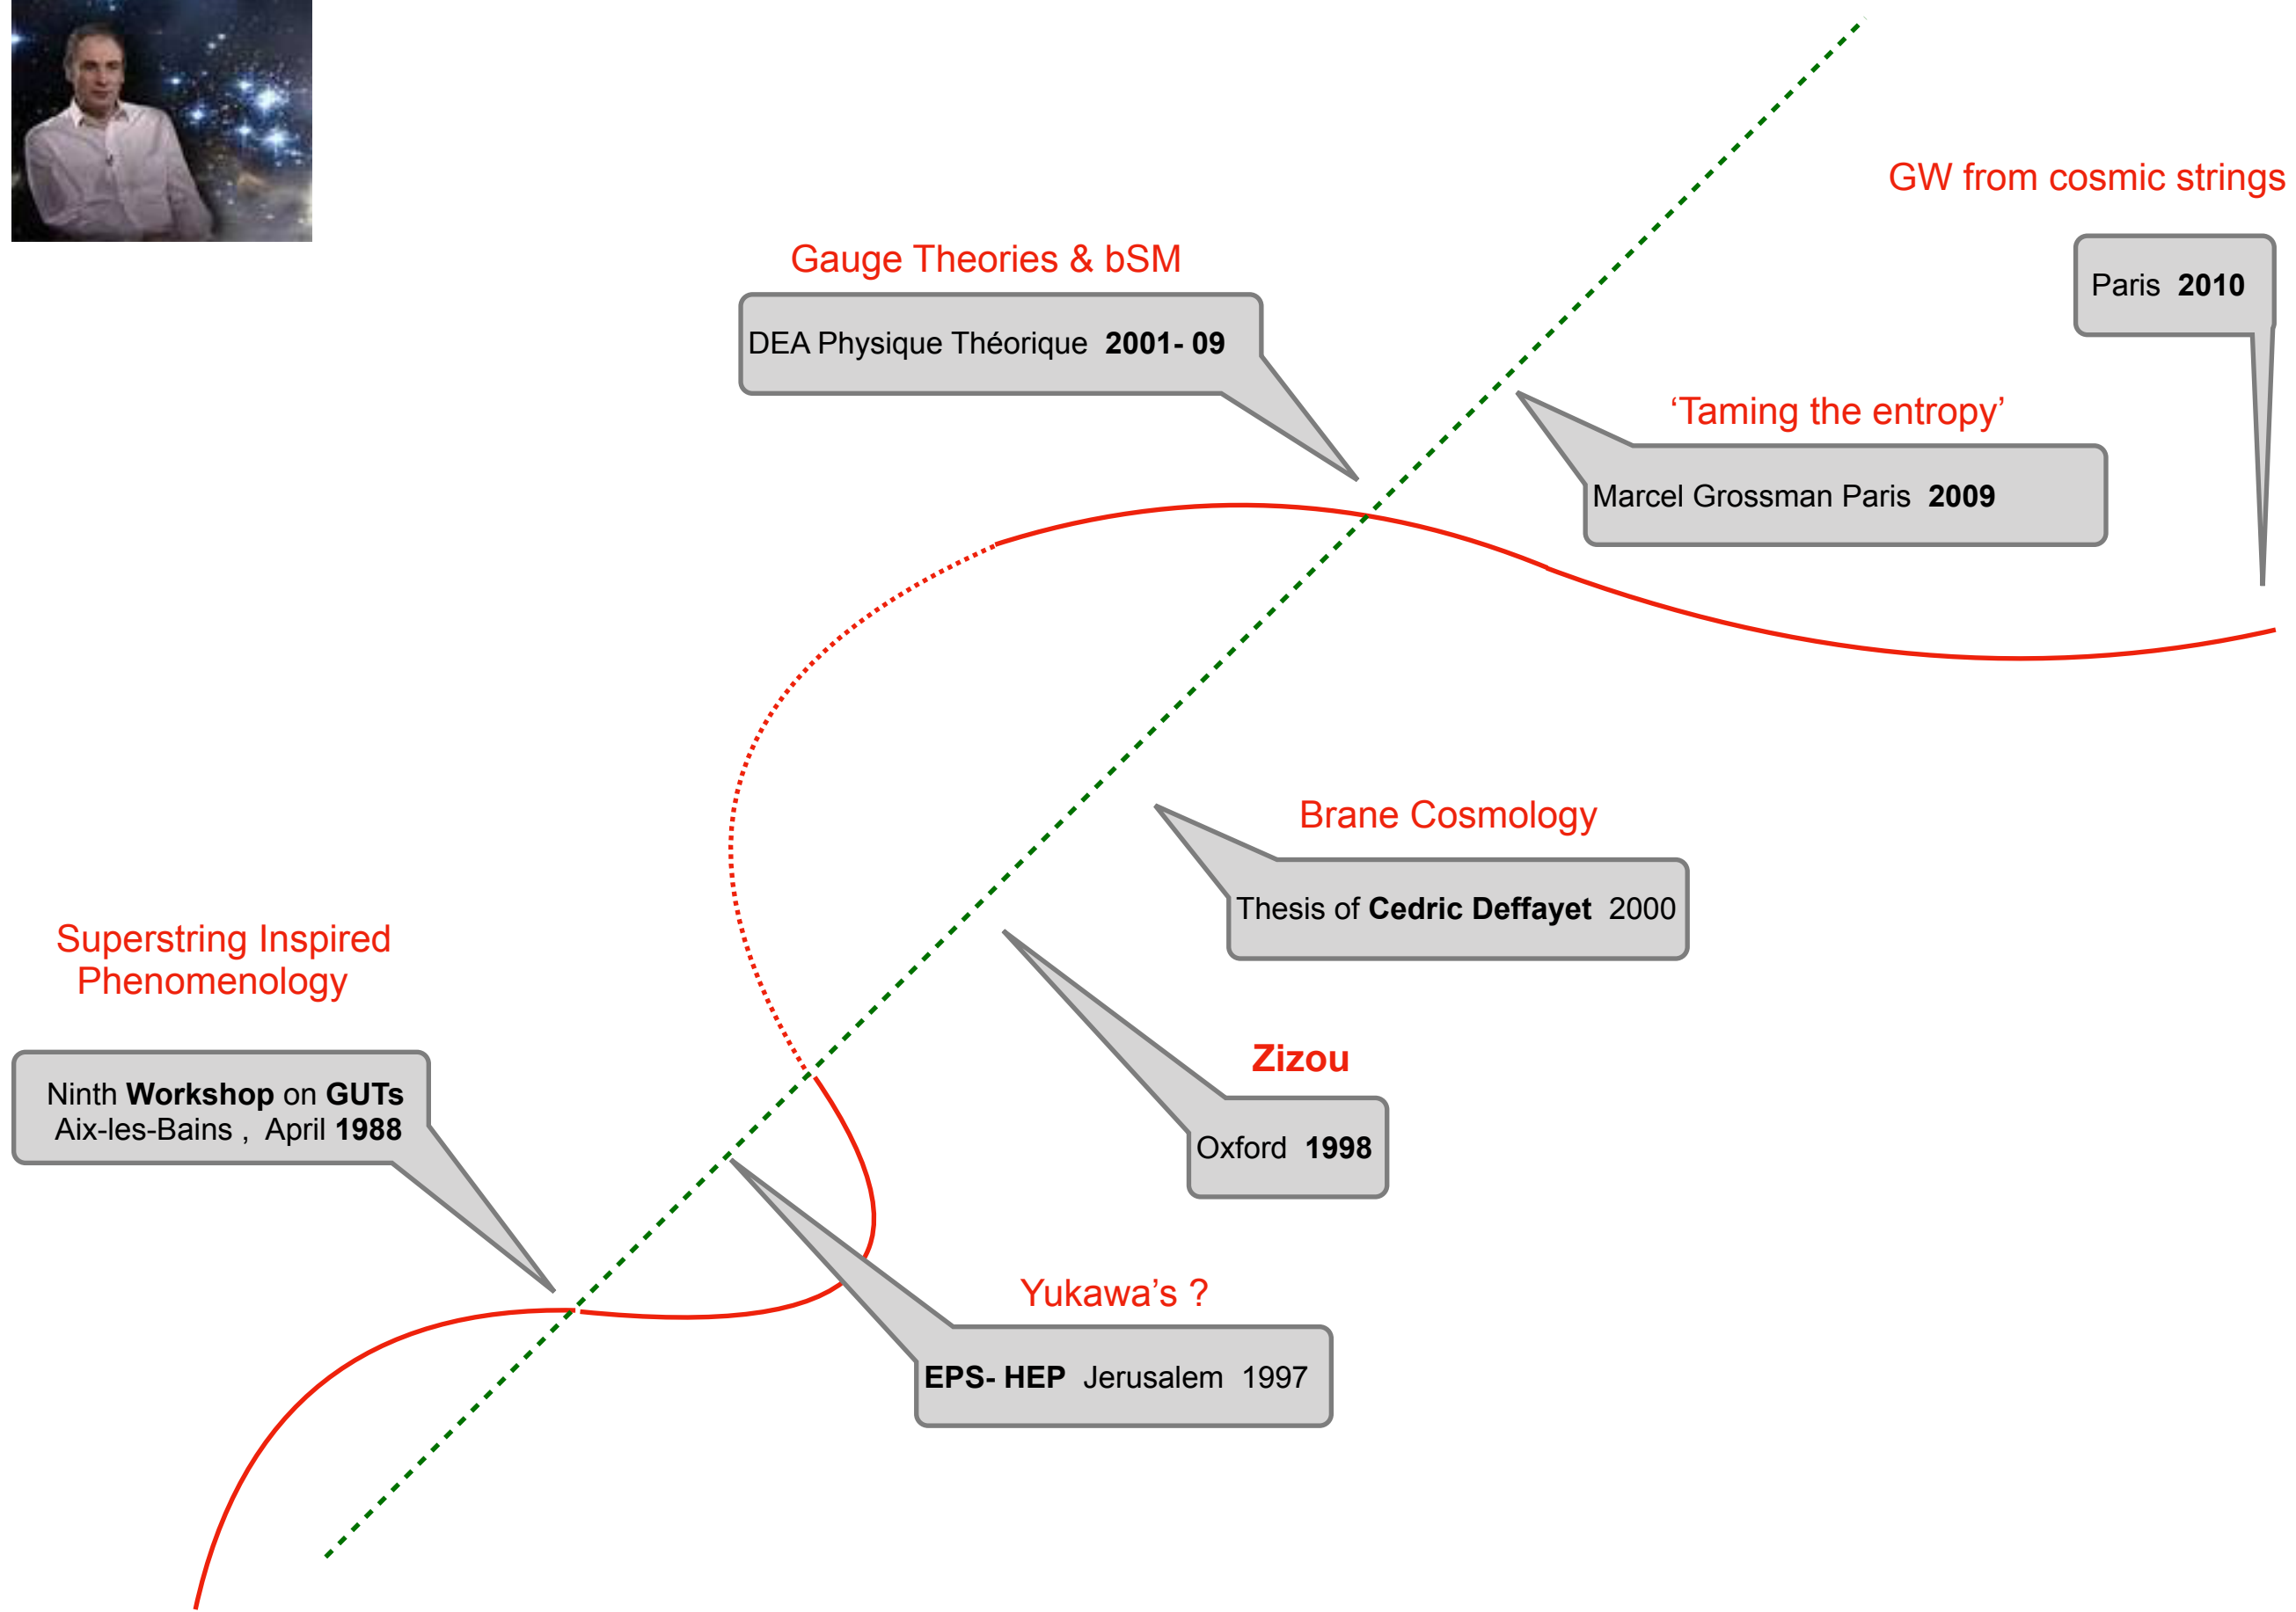 GW from cosmic strings
Paris 2010
Gauge Theories & bSM
DEA Physique Théorique 2001- 09
‘Taming the entropy’
Marcel Grossman Paris 2009
Brane Cosmology
Thesis of Cedric Deffayet 2000
Superstring Inspired
Phenomenology
Ninth Workshop on GUTs
Aix-les-Bains , April 1988
Zizou
Oxford 1998
Yukawa’s ?
EPS- HEP Jerusalem 1997